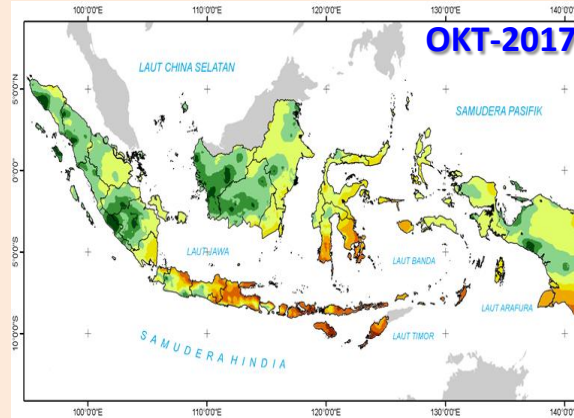 100°0'0"E 110°0'0"E 120°0'0"E 130°0'0"E 140°0'0"
OKT-2017
LAUT CHINA SELATAN
SAMUDERA PASIFIK
5°0'0"N
0°0'0"
5°0'0"S
10°0'0"S
LAUT JAWA
LAUT BANDA
LAUT ARAFURA
LAUT TIMOR
SAMUDERA HINDIA
100°0'0"E 110°0'0"E 120°0'0"E 130°0'0"E 140°0'0"